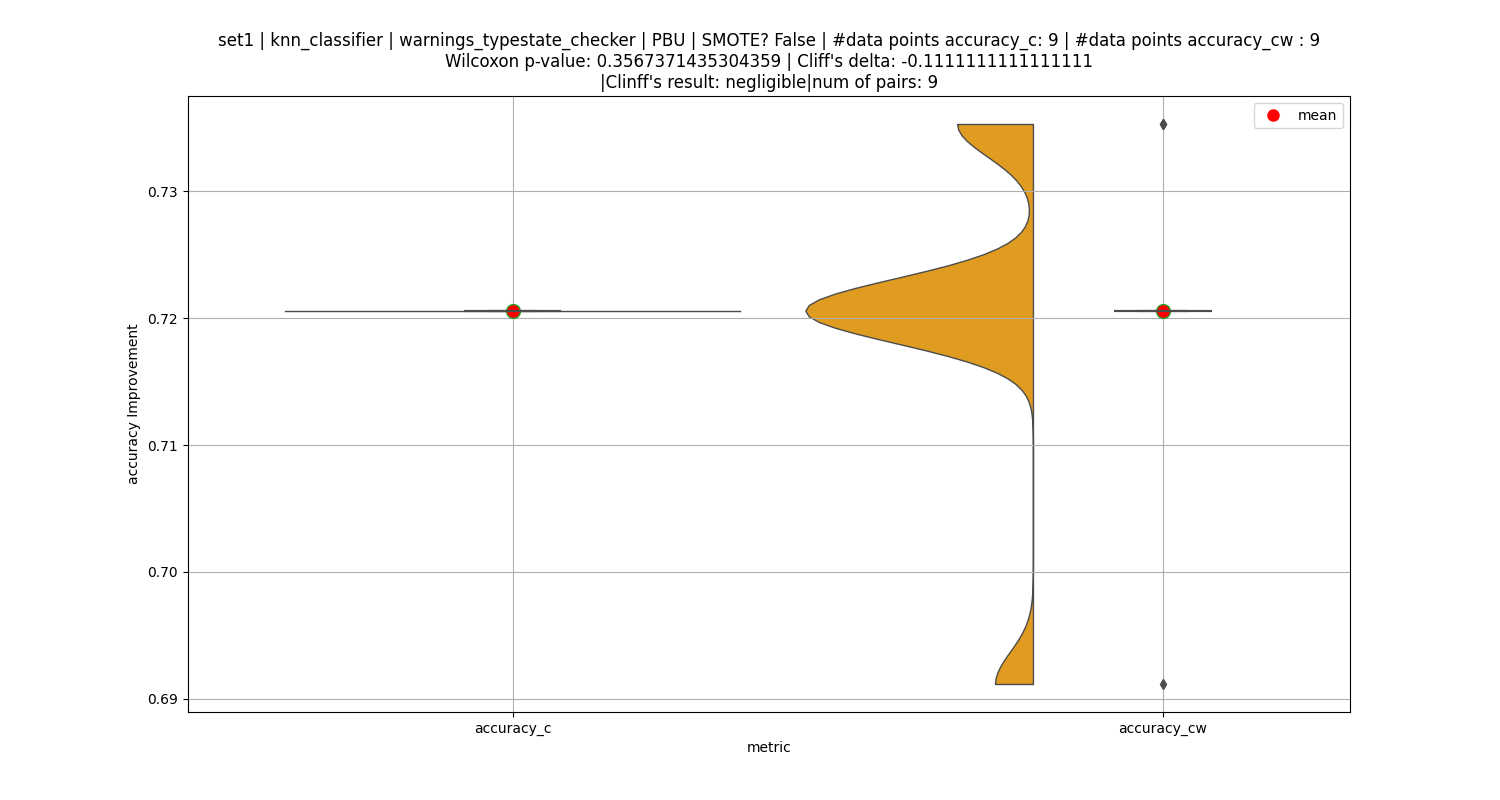 set1 | knn_classifier | warnings_typestate_checker | PBU | SMOTE? False | #data points accuracy_c: 9 | #data points accuracy_cw : 9
Wilcoxon p-value: 0.3567371435304359 | Cliff's delta: -0.1111111111111111
|Clinff's result: negligible|num of pairs: 9
mean
0.73
0.72
0.71
0.70
0.69
accuracy Improvement
accuracy_c
accuracy_cw
metric